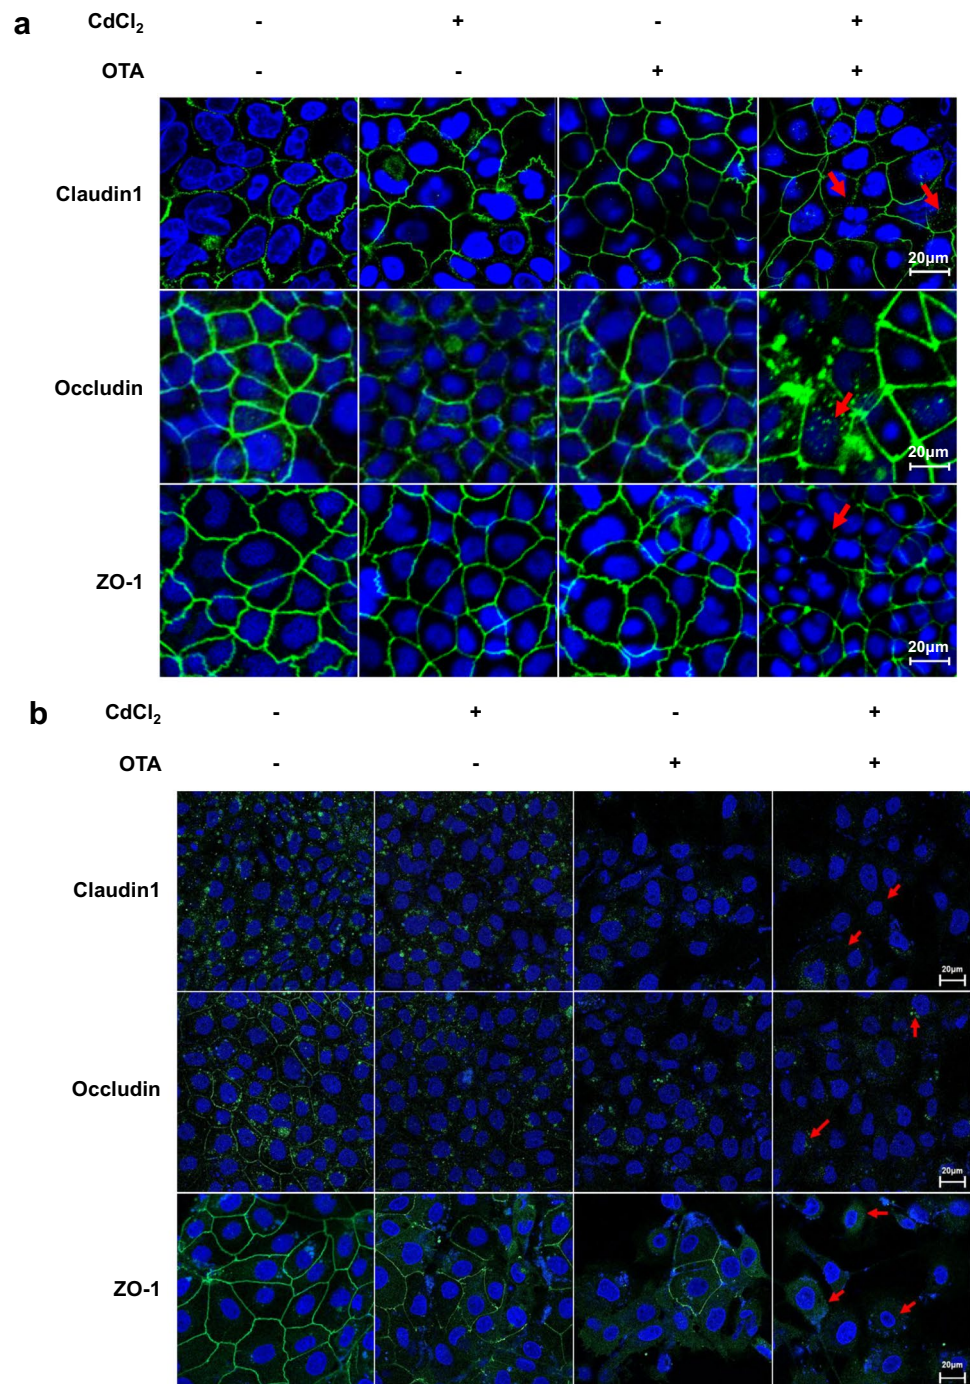 a
CdCl₂ - + - +
OTA - - + +
Claudin1
20μm
Occludin
20μm
ZO-1
20μm
b
CdCl₂ - + - +
OTA - - + +
Claudin1
20μm
Occludin
20μm
ZO-1
20μm